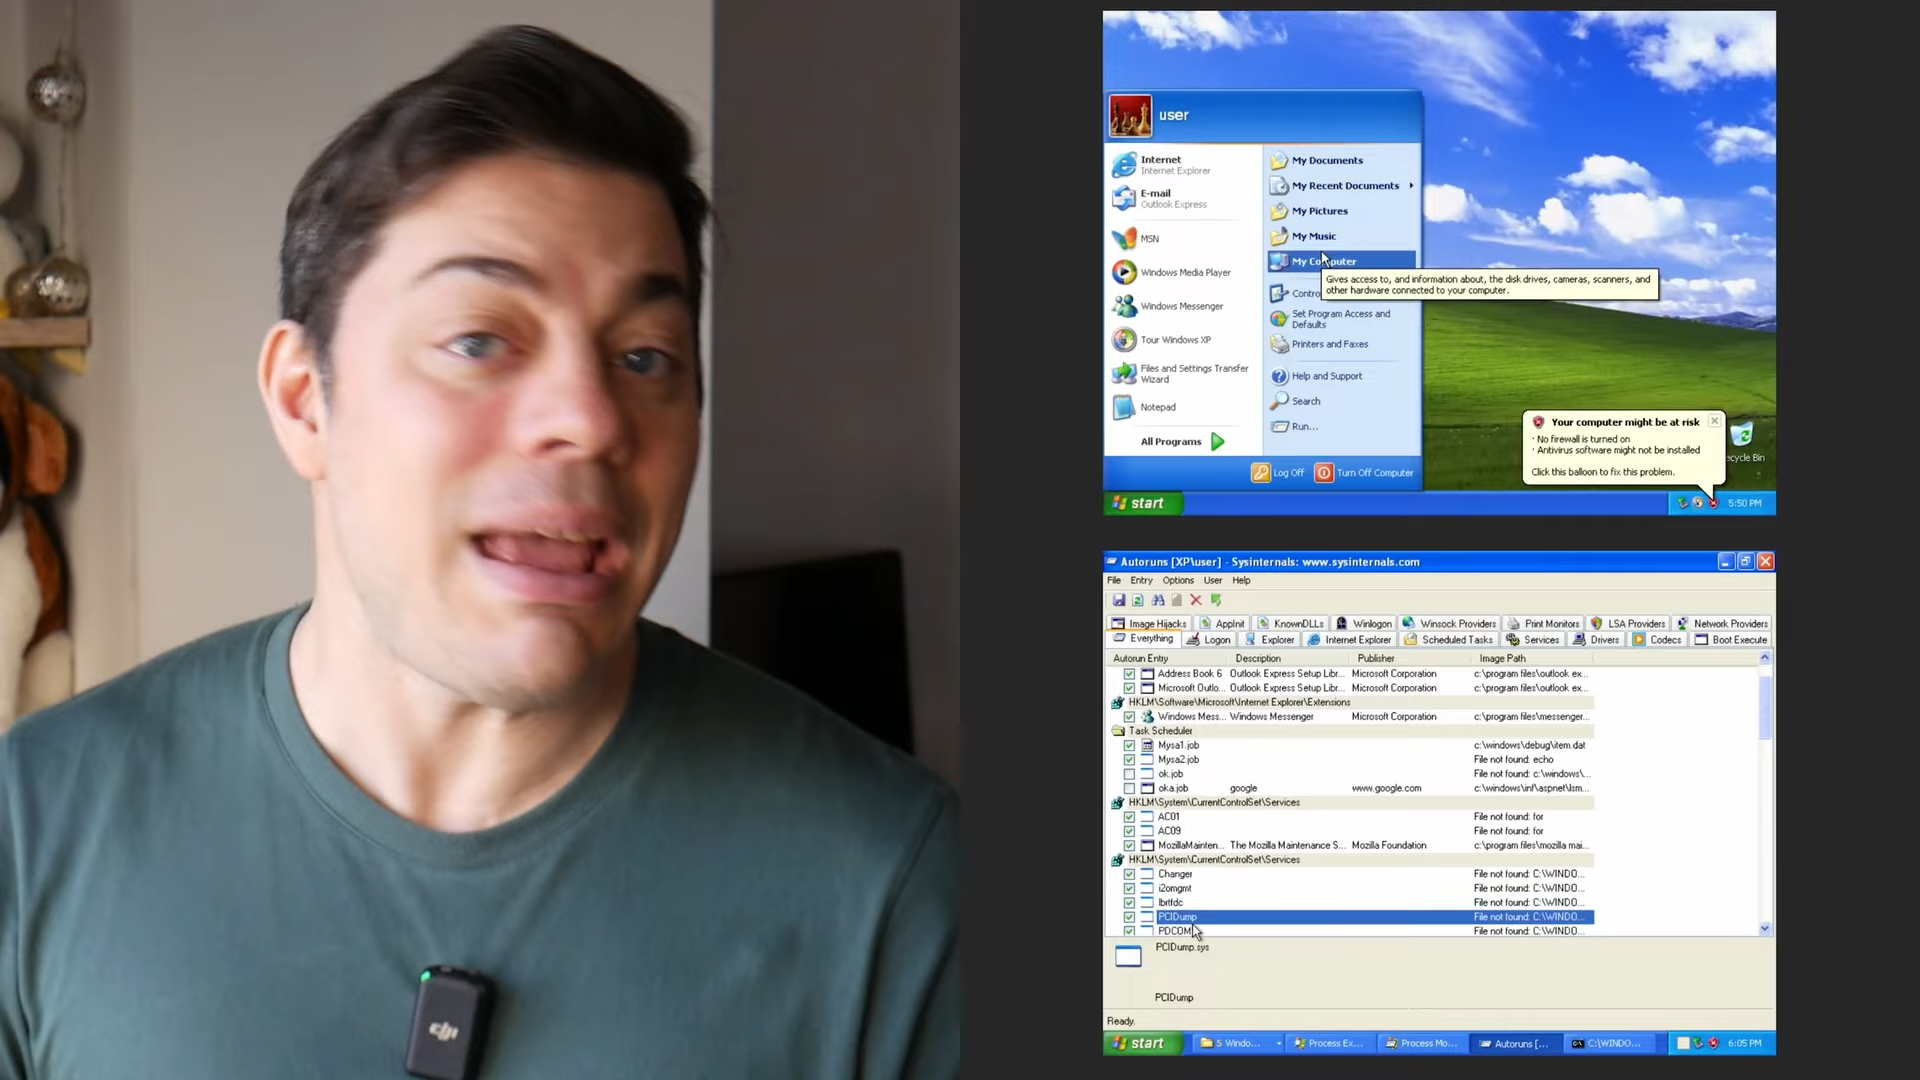 user
Internet
Internet Explorer
E-mail
Outlook Express
MSN
Windows Media Player
Windows Messenger
Tour Windows XP
Files and Settings Transfer
Wizard
Notepad
All Programs
My Documents
My Recent Documents
My Pictures
My Music
My Computer
Gives access to, and information about, the disk drives, cameras, scanners, and
other hardware connected to your computer.
Contro
Set Program Access and
Defaults
Printers and Faxes
Help and Support
Search
Run...
Log Off
Turn Off Computer
Your computer might be at risk
· No firewall is turned on
· Antivirus software might not be installed
Click this balloon to fix this problem.
ecycle Bin
start
5:50 PM
Autoruns [XP\user] - Sysinternals: www.sysinternals.com
File Entry Options User Help
Image Hijacks AppInit KnownDLLs Winlogon Winsock Providers Print Monitors LSA Providers Network Providers
Everything Logon Explorer Internet Explorer Scheduled Tasks Services Drivers Codecs Boot Execute
Autorun Entry Description Publisher Image Path
Address Book 6 Outlook Express Setup Libr... Microsoft Corporation c:\program files\outlook ex...
Microsoft Outlo... Outlook Express Setup Libr... Microsoft Corporation c:\program files\outlook ex...
HKLM\Software\Microsoft\Internet Explorer\Extensions
Windows Mess... Windows Messenger Microsoft Corporation c:\program files\messenger...
Task Scheduler
Mysa1.job c:\windows\debug\item.dat
Mysa2.job File not found: echo
ok.job File not found: c:\windows\...
oka.job google www.google.com c:\windows\inf\aspnet\lsm...
HKLM\System\CurrentControlSet\Services
AC01 File not found: for
AC09 File not found: for
MozillaMainten... The Mozilla Maintenance S... Mozilla Foundation c:\program files\mozilla mai...
HKLM\System\CurrentControlSet\Services
Changer File not found: C:\WINDO...
i2omgmt File not found: C:\WINDO...
lbrtfdc File not found: C:\WINDO...
PCIDump File not found: C:\WINDO...
PDCOM File not found: C:\WINDO...
PCIDump.sys
PCIDump
Ready.
start 5 Windo... Process Ex... Process Mo... Autoruns [... C:\WINDO... 6:05 PM
dji